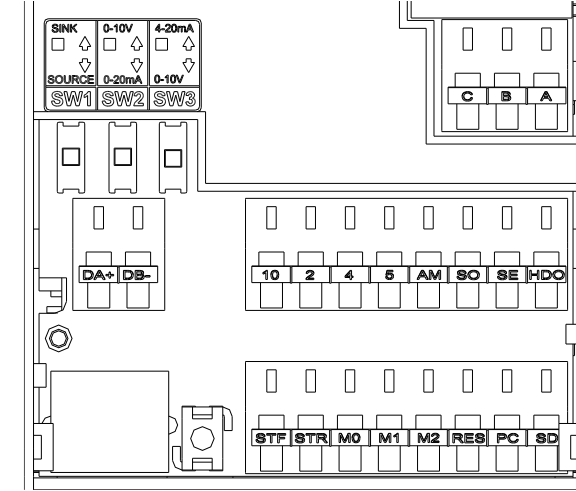 SINK 0-10V 4-20mA
SOURCE 0-20mA 0-10V
SW1 SW2 SW3
C B A
DA+ DB-
10 2 4 5 AM SO SE HDO
STF STR M0 M1 M2 RES PC SD